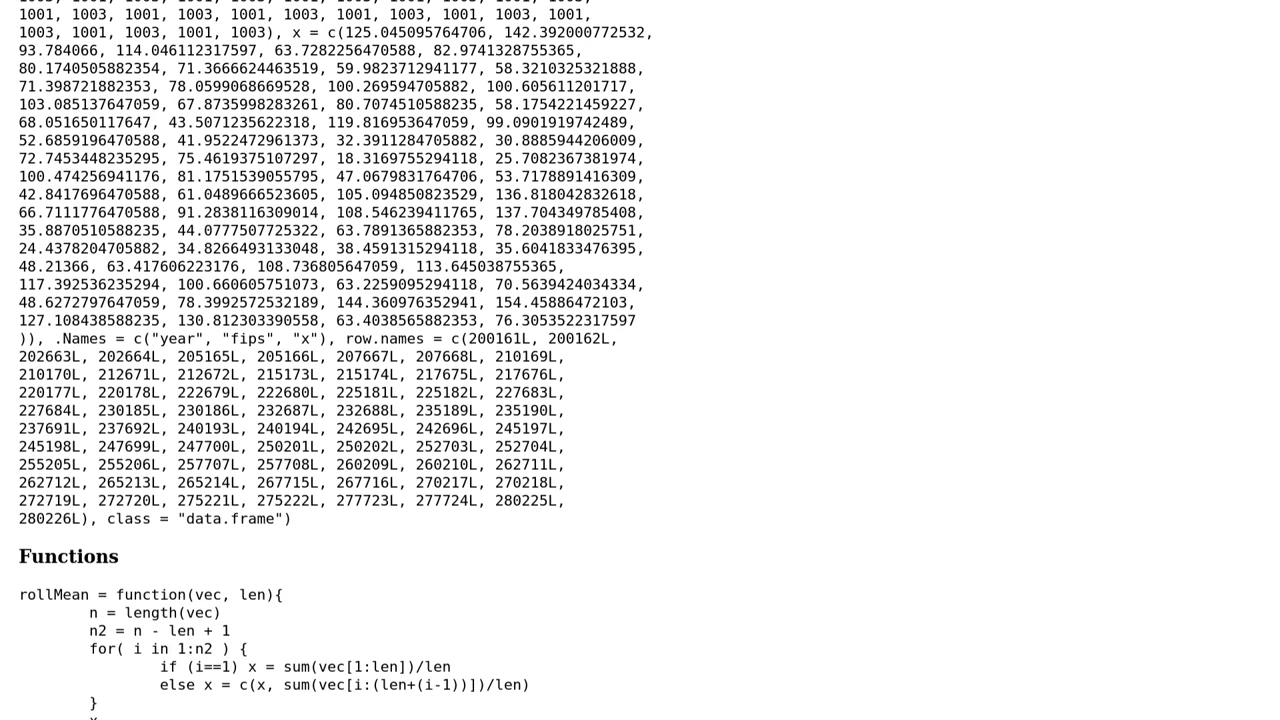 1001, 1003, 1001, 1003, 1001, 1003, 1001, 1003, 1001, 1003, 1001,
1003, 1001, 1003, 1001, 1003), x = c(125.045095764706, 142.392000772532,
93.784066, 114.046112317597, 63.7282256470588, 82.9741328755365,
80.1740505882354, 71.3666624463519, 59.9823712941177, 58.3210325321888,
71.398721882353, 78.0599068669528, 100.269594705882, 100.605611201717,
103.085137647059, 67.8735998283261, 80.7074510588235, 58.1754221459227,
68.051650117647, 43.5071235622318, 119.816953647059, 99.0901919742489,
52.6859196470588, 41.9522472961373, 32.3911284705882, 30.8885944206009,
72.7453448235295, 75.4619375107297, 18.3169755294118, 25.7082367381974,
100.474256941176, 81.1751539055795, 47.0679831764706, 53.7178891416309,
42.8417696470588, 61.0489666523605, 105.094850823529, 136.818042832618,
66.7111776470588, 91.2838116309014, 108.546239411765, 137.704349785408,
35.8870510588235, 44.0777507725322, 63.7891365882353, 78.2038918025751,
24.4378204705882, 34.8266493133048, 38.4591315294118, 35.6041833476395,
48.21366, 63.417606223176, 108.736805647059, 113.645038755365,
117.392536235294, 100.660605751073, 63.2259095294118, 70.5639424034334,
48.6272797647059, 78.3992572532189, 144.360976352941, 154.45886472103,
127.108438588235, 130.812303390558, 63.4038565882353, 76.3053522317597
)), .Names = c("year", "fips", "x"), row.names = c(200161L, 200162L,
202663L, 202664L, 205165L, 205166L, 207667L, 207668L, 210169L,
210170L, 212671L, 212672L, 215173L, 215174L, 217675L, 217676L,
220177L, 220178L, 222679L, 222680L, 225181L, 225182L, 227683L,
227684L, 230185L, 230186L, 232687L, 232688L, 235189L, 235190L,
237691L, 237692L, 240193L, 240194L, 242695L, 242696L, 245197L,
245198L, 247699L, 247700L, 250201L, 250202L, 252703L, 252704L,
255205L, 255206L, 257707L, 257708L, 260209L, 260210L, 262711L,
262712L, 265213L, 265214L, 267715L, 267716L, 270217L, 270218L,
272719L, 272720L, 275221L, 275222L, 277723L, 277724L, 280225L,
280226L), class = "data.frame")
Functions
rollMean = function(vec, len){
n = length(vec)
n2 = n - len + 1
for( i in 1:n2 ) {
if (i==1) x = sum(vec[1:len])/len
else x = c(x, sum(vec[i:(len+(i-1))])/len)
}